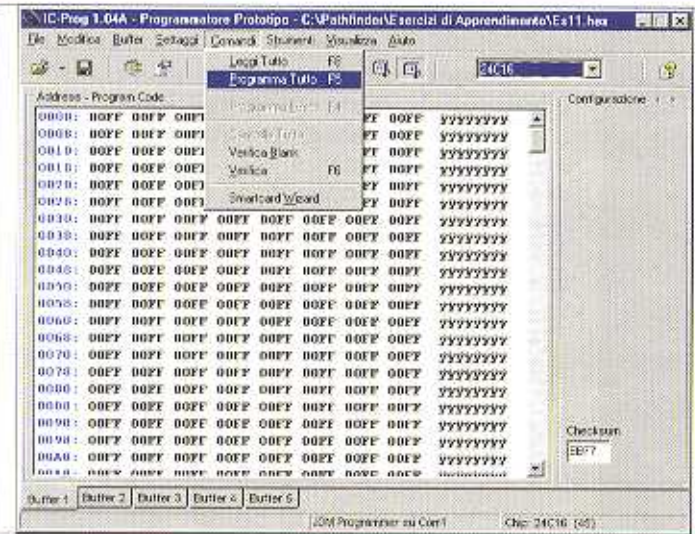 IC-Prog 1.04A - Programmatore Prototipo - C:\Pathfinder\Esercizi di Apprendimento\Es11.hex
File Modifica Buffer Settaggi Comandi Strumenti Visualizza Aiuto
Leggi Tutto F8
Programma Tutto F5
24C16
Cancella Tutto
Verifica Blank
Verifica F6
Smartcard Wizard
Address - Program Code
Configurazione
0000: 00FF 00FF
00FF yyyyyyyy
0008: 00FF 00FF
00FF yyyyyyyy
0010: 00FF 00FF
00FF yyyyyyyy
0018: 00FF 00FF
00FF yyyyyyyy
0020: 00FF 00FF
00FF yyyyyyyy
0028: 00FF 00FF
00FF yyyyyyyy
0030: 00FF 00FF 00FF 00FF 00FF 00FF 00FF 00FF yyyyyyyy
0038: 00FF 00FF 00FF 00FF 00FF 00FF 00FF 00FF yyyyyyyy
0040: 00FF 00FF 00FF 00FF 00FF 00FF 00FF 00FF yyyyyyyy
0048: 00FF 00FF 00FF 00FF 00FF 00FF 00FF 00FF yyyyyyyy
0050: 00FF 00FF 00FF 00FF 00FF 00FF 00FF 00FF yyyyyyyy
0058: 00FF 00FF 00FF 00FF 00FF 00FF 00FF 00FF yyyyyyyy
0060: 00FF 00FF 00FF 00FF 00FF 00FF 00FF 00FF yyyyyyyy
0068: 00FF 00FF 00FF 00FF 00FF 00FF 00FF 00FF yyyyyyyy
0070: 00FF 00FF 00FF 00FF 00FF 00FF 00FF 00FF yyyyyyyy
0078: 00FF 00FF 00FF 00FF 00FF 00FF 00FF 00FF yyyyyyyy
0080: 00FF 00FF 00FF 00FF 00FF 00FF 00FF 00FF yyyyyyyy
0088: 00FF 00FF 00FF 00FF 00FF 00FF 00FF 00FF yyyyyyyy
0090: 00FF 00FF 00FF 00FF 00FF 00FF 00FF 00FF yyyyyyyy
0098: 00FF 00FF 00FF 00FF 00FF 00FF 00FF 00FF yyyyyyyy
00A0: 00FF 00FF 00FF 00FF 00FF 00FF 00FF 00FF yyyyyyyy
Checksum
EBF7
Buffer 1 Buffer 2 Buffer 3 Buffer 4 Buffer 5
JDM Programmer su Com1
Chip: 24C16 (45)